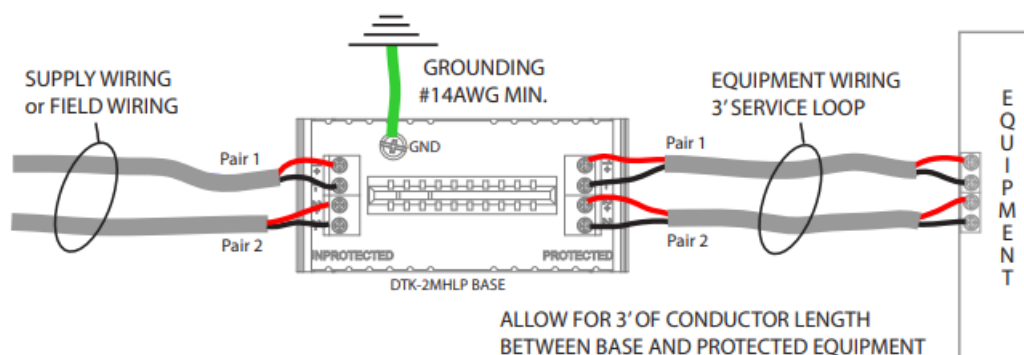 SUPPLY WIRING
or FIELD WIRING
GROUNDING
#14AWG MIN.
EQUIPMENT WIRING
3' SERVICE LOOP
EQUIPMENT
GND
Pair 1
Pair 1
Pair 2
Pair 2
INPROTECTED
PROTECTED
DTK-2MHLP BASE
ALLOW FOR 3' OF CONDUCTOR LENGTH
BETWEEN BASE AND PROTECTED EQUIPMENT